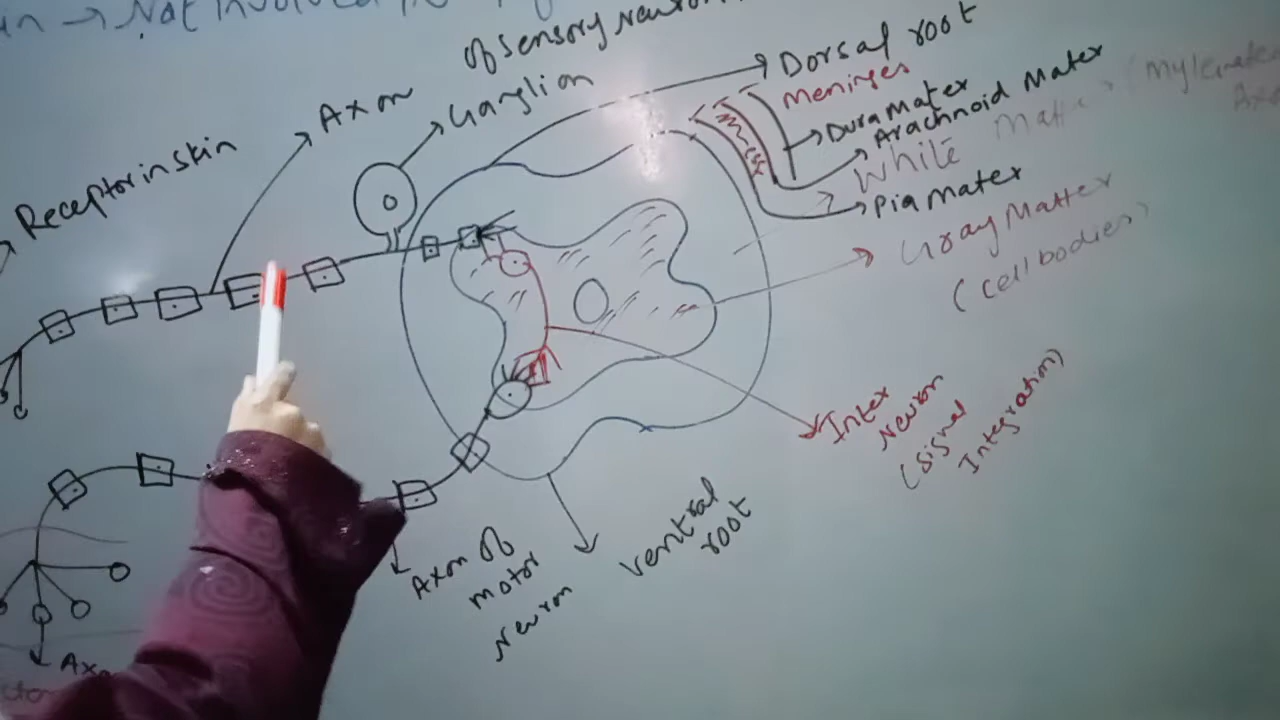 Not Involved in
of Sensory Neuron
Ganglion
Axon
Receptor in skin
Dorsal root
Meninges
Dura Mater
Arachnoid Mater
White Matter (Mylenated
Pia mater
Gray Matter
(cell bodies)
Inter
Neuron
(Signal
Integration)
Ventral
root
Axon of
motor
Neuron